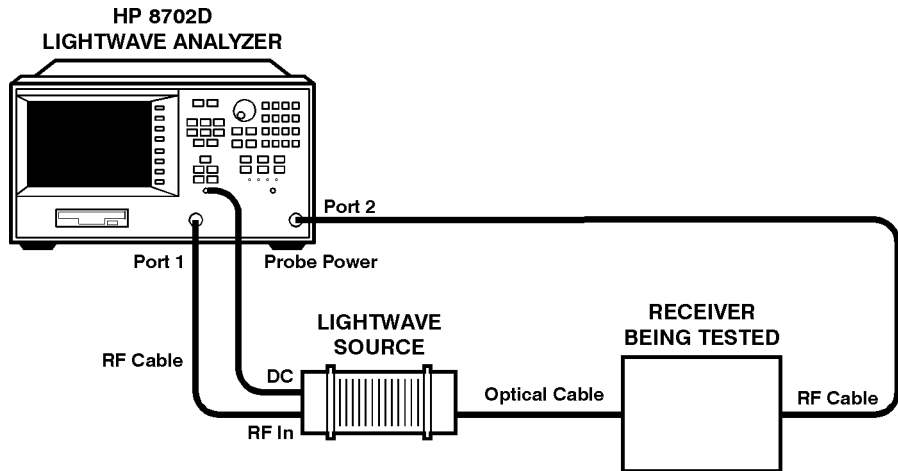 HP 8702D
LIGHTWAVE ANALYZER
Port 2
Port 1
Probe Power
RF Cable
LIGHTWAVE
SOURCE
DC
RF In
Optical Cable
RECEIVER
BEING TESTED
RF Cable